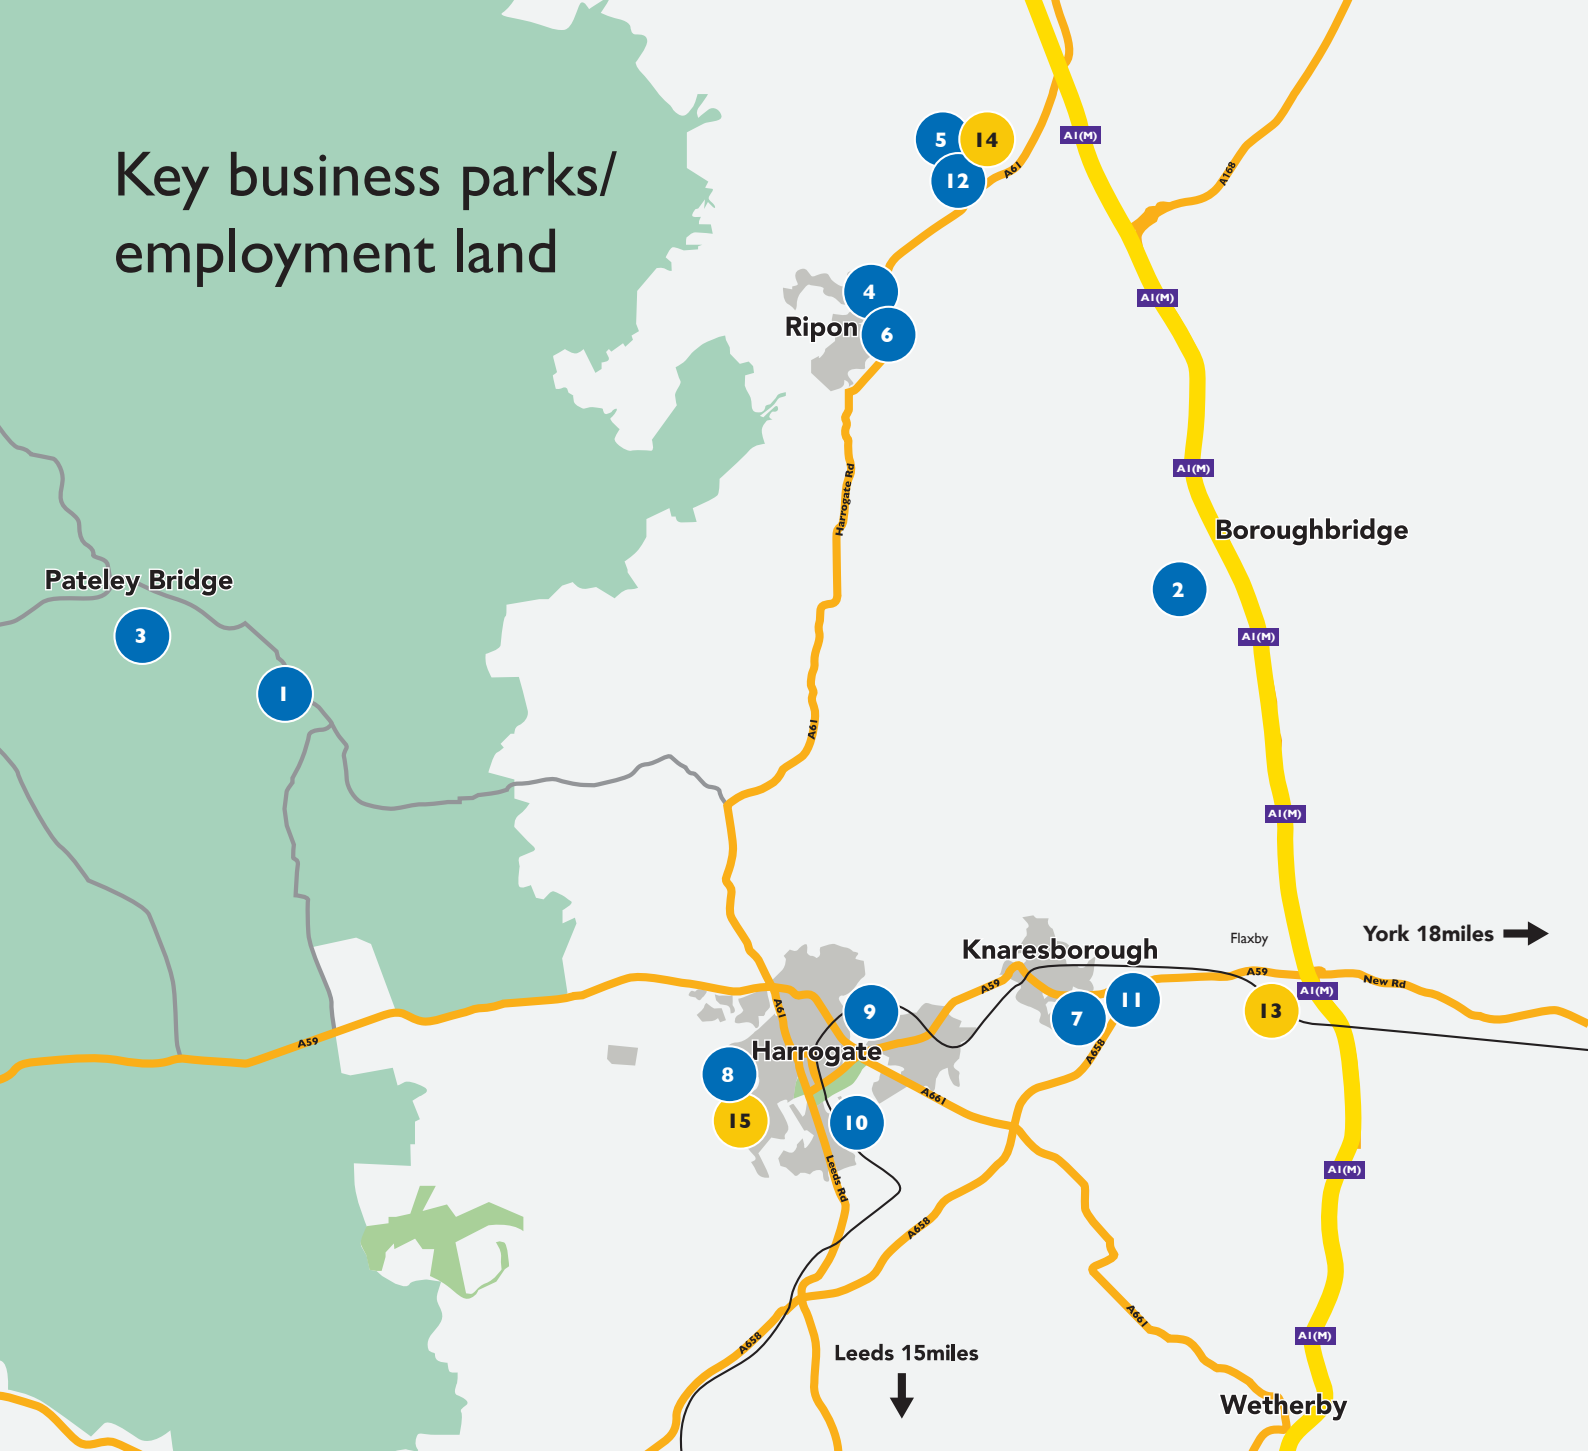 Key business parks/
employment land
A1(M)
5
14
12
A61
A168
4
A1(M)
Ripon
6
A1(M)
Harrogate Rd
Boroughbridge
Pateley Bridge
2
3
A1(M)
1
A61
A1(M)
Knaresborough
Flaxby
York 18miles
A59
A59
New Rd
A1(M)
11
A61
9
7
13
A59
Harrogate
A658
8
A661
15
10
Leeds Rd
A1(M)
A658
A661
A658
A1(M)
Leeds 15miles
Wetherby